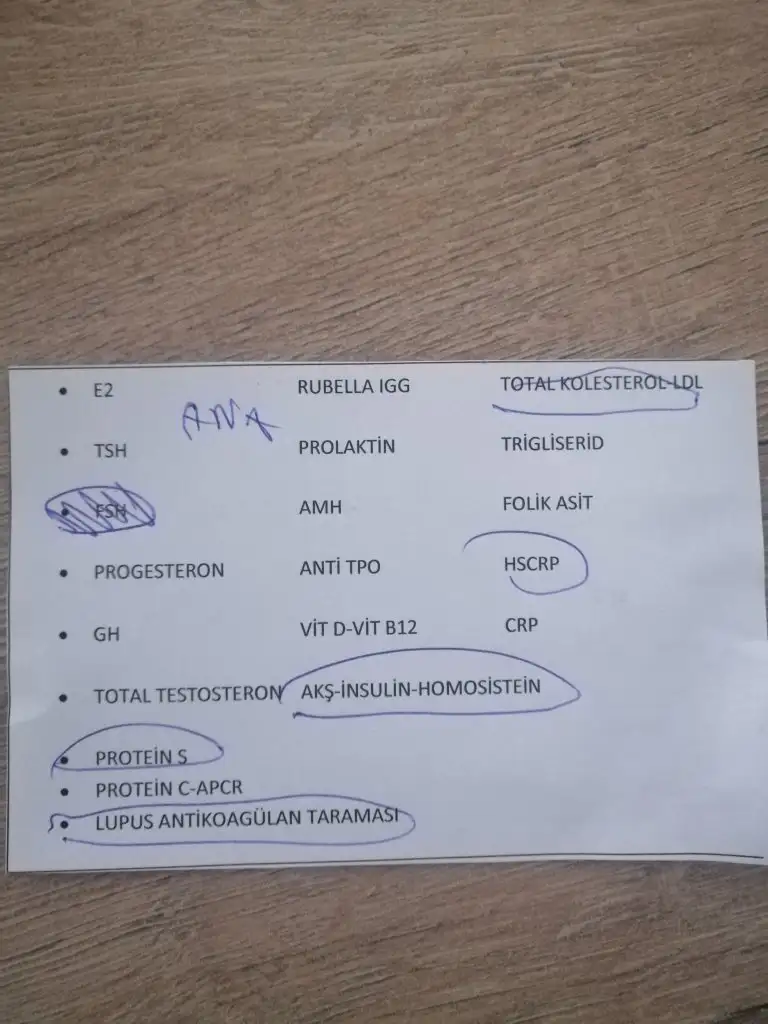 E2 RUBELLA IGG TOTAL KOLESTEROL-LDL
ANA
TSH PROLAKTİN TRİGLİSERİD
FSH AMH FOLİK ASİT
PROGESTERON ANTİ TPO HSCRP
GH VİT D-VİT B12 CRP
TOTAL TESTOSTERON AKŞ-İNSULİN-HOMOSİSTEİN
PROTEİN S
PROTEİN C-APCR
LUPUS ANTİKOAGÜLAN TARAMASI